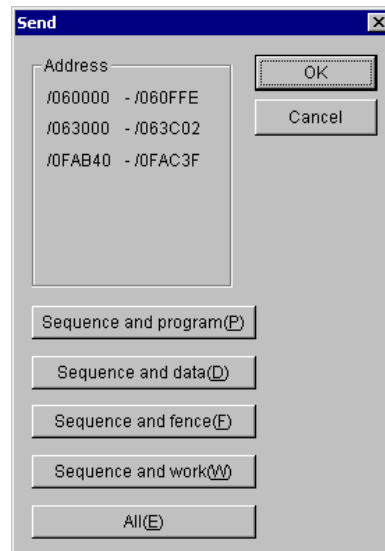 Send
Address
/060000 - /060FFE
/063000 - /063C02
/0FAB40 - /0FAC3F
OK
Cancel
Sequence and program(P)
Sequence and data(D)
Sequence and fence(F)
Sequence and work(W)
All(E)